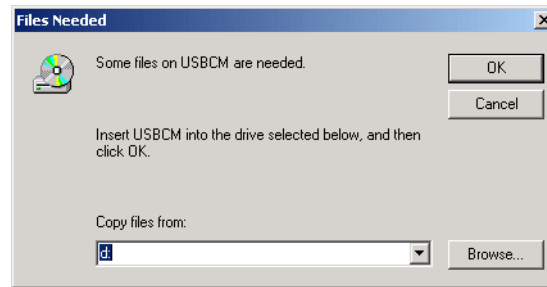 Files Needed
Some files on USBCM are needed.
OK
Cancel
Insert USBCM into the drive selected below, and then
click OK.
Copy files from:
d:
Browse...